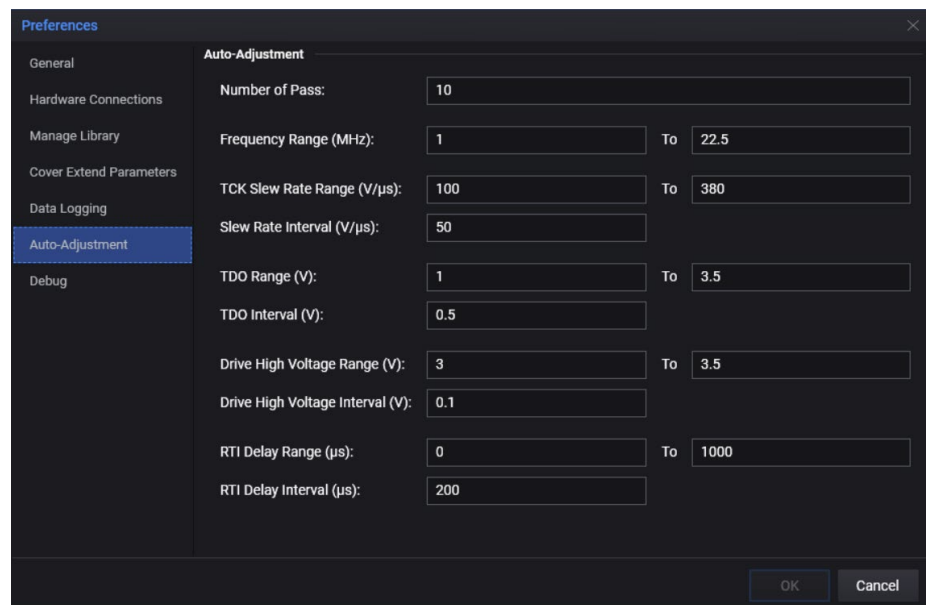 Preferences
General
Hardware Connections
Manage Library
Cover Extend Parameters
Data Logging
Auto-Adjustment
Debug
Auto-Adjustment
Number of Pass: 10
Frequency Range (MHz): 1 To 22.5
TCK Slew Rate Range (V/µs): 100 To 380
Slew Rate Interval (V/µs): 50
TDO Range (V): 1 To 3.5
TDO Interval (V): 0.5
Drive High Voltage Range (V): 3 To 3.5
Drive High Voltage Interval (V): 0.1
RTI Delay Range (µs): 0 To 1000
RTI Delay Interval (µs): 200
OK Cancel